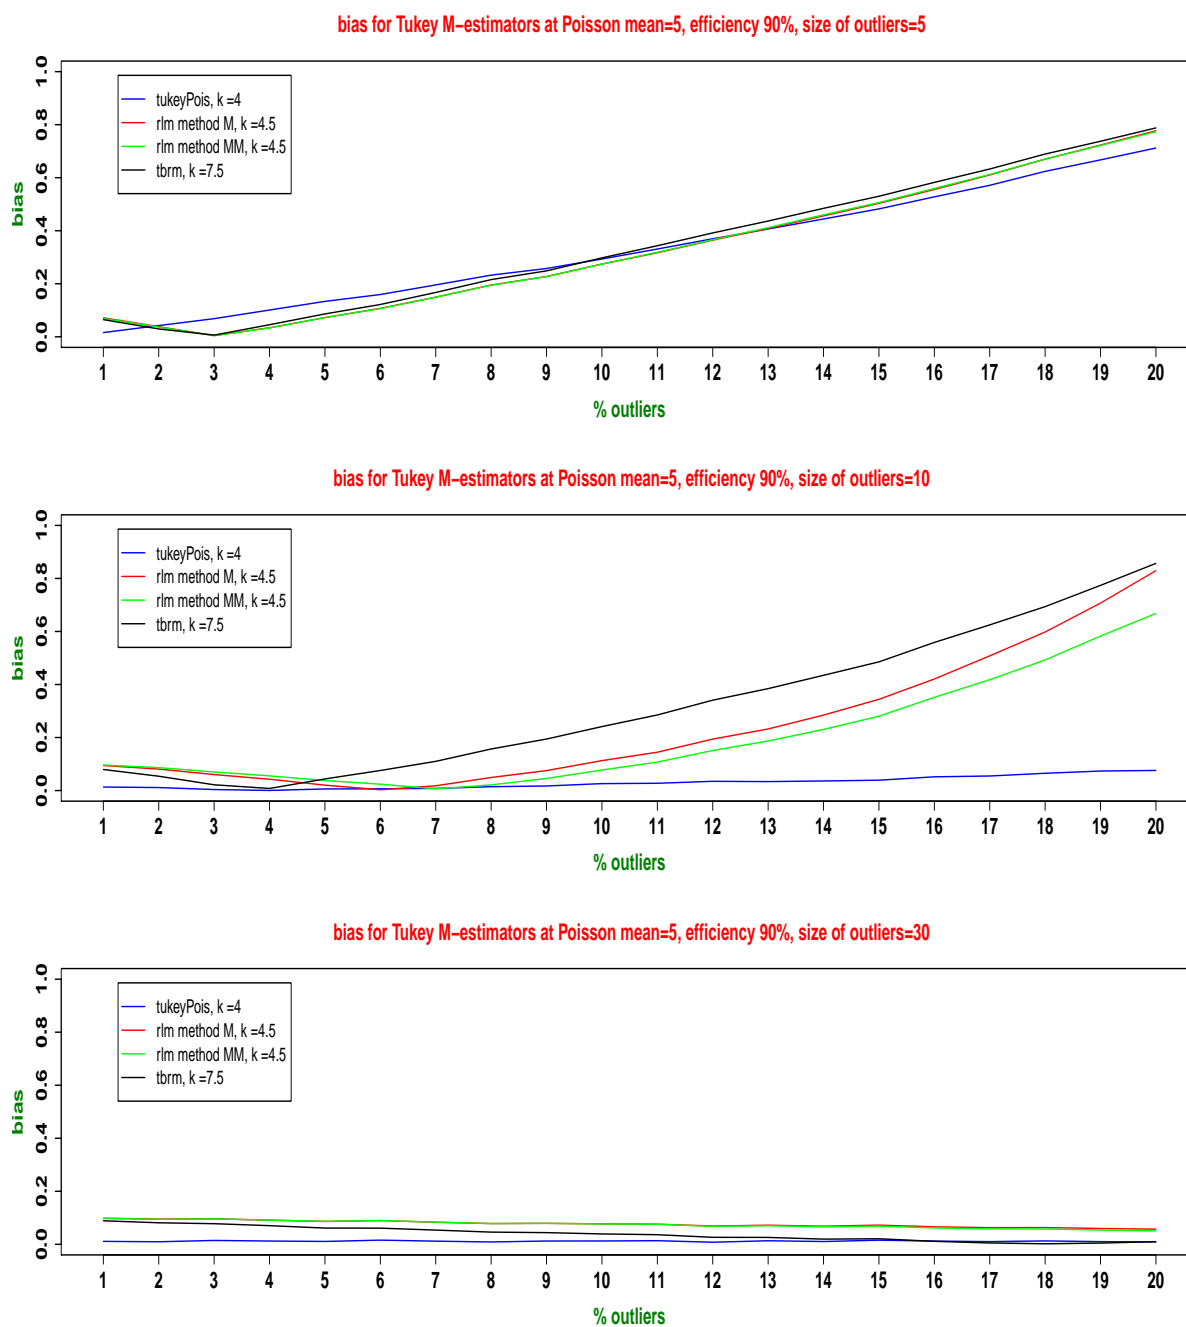 bias for Tukey M−estimators at Poisson mean=5, efficiency 90%, size of outliers=5
1.0
0.8
0.6
0.4
0.2
0.0
bias
tukeyPois, k =4
rlm method M, k =4.5
rlm method MM, k =4.5
tbrm, k =7.5
1 2 3 4 5 6 7 8 9 10 11 12 13 14 15 16 17 18 19 20
% outliers
bias for Tukey M−estimators at Poisson mean=5, efficiency 90%, size of outliers=10
1.0
0.8
0.6
0.4
0.2
0.0
bias
tukeyPois, k =4
rlm method M, k =4.5
rlm method MM, k =4.5
tbrm, k =7.5
1 2 3 4 5 6 7 8 9 10 11 12 13 14 15 16 17 18 19 20
% outliers
bias for Tukey M−estimators at Poisson mean=5, efficiency 90%, size of outliers=30
1.0
0.8
0.6
0.4
0.2
0.0
bias
tukeyPois, k =4
rlm method M, k =4.5
rlm method MM, k =4.5
tbrm, k =7.5
1 2 3 4 5 6 7 8 9 10 11 12 13 14 15 16 17 18 19 20
% outliers